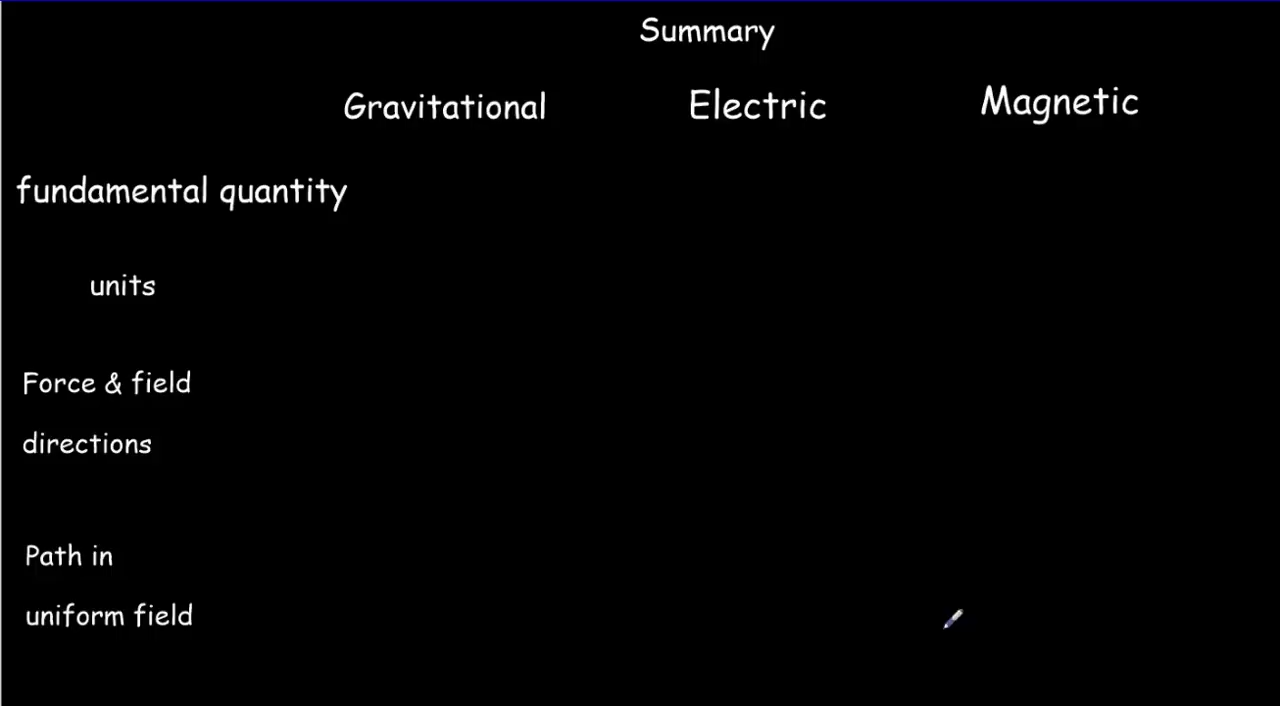 Summary
Gravitational Electric Magnetic
fundamental quantity
units
Force & field
directions
Path in
uniform field